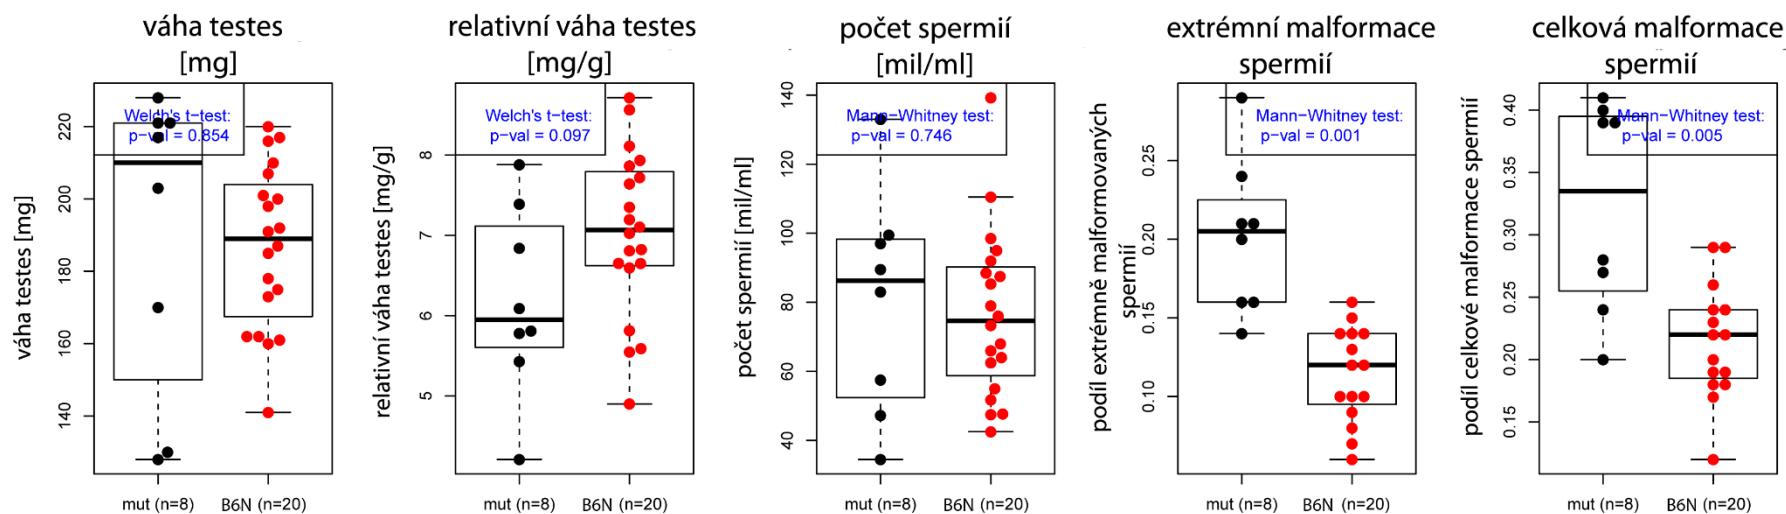 váha testes
[mg]
váha testes [mg]
220
200
180
160
140
Welch's t-test:
p-val = 0.854
mut (n=8)
B6N (n=20)
relativní váha testes
[mg/g]
relativní váha testes [mg/g]
8
7
6
5
Welch's t-test:
p-val = 0.097
mut (n=8)
B6N (n=20)
počet spermií
[mil/ml]
počet spermií [mil/ml]
140
120
100
80
60
40
Mann-Whitney test:
p-val = 0.746
mut (n=8)
B6N (n=20)
extrémní malformace
spermií
podíl extrémně malformovaných
spermií
0.25
0.20
0.15
0.10
Mann-Whitney test:
p-val = 0.001
mut (n=8)
B6N (n=20)
celková malformace
spermií
podíl celkové malformace spermií
0.40
0.35
0.30
0.25
0.20
0.15
Mann-Whitney test:
p-val = 0.005
mut (n=8)
B6N (n=20)